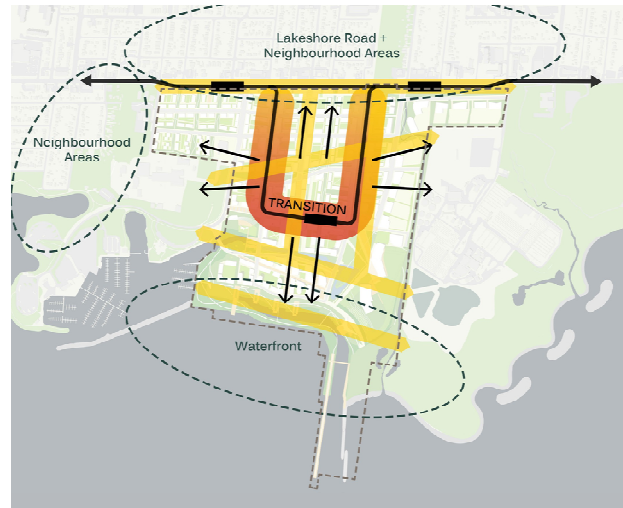 Lakeshore Road +
Neighbourhood Areas
Neighbourhood
Areas
TRANSITION
Waterfront